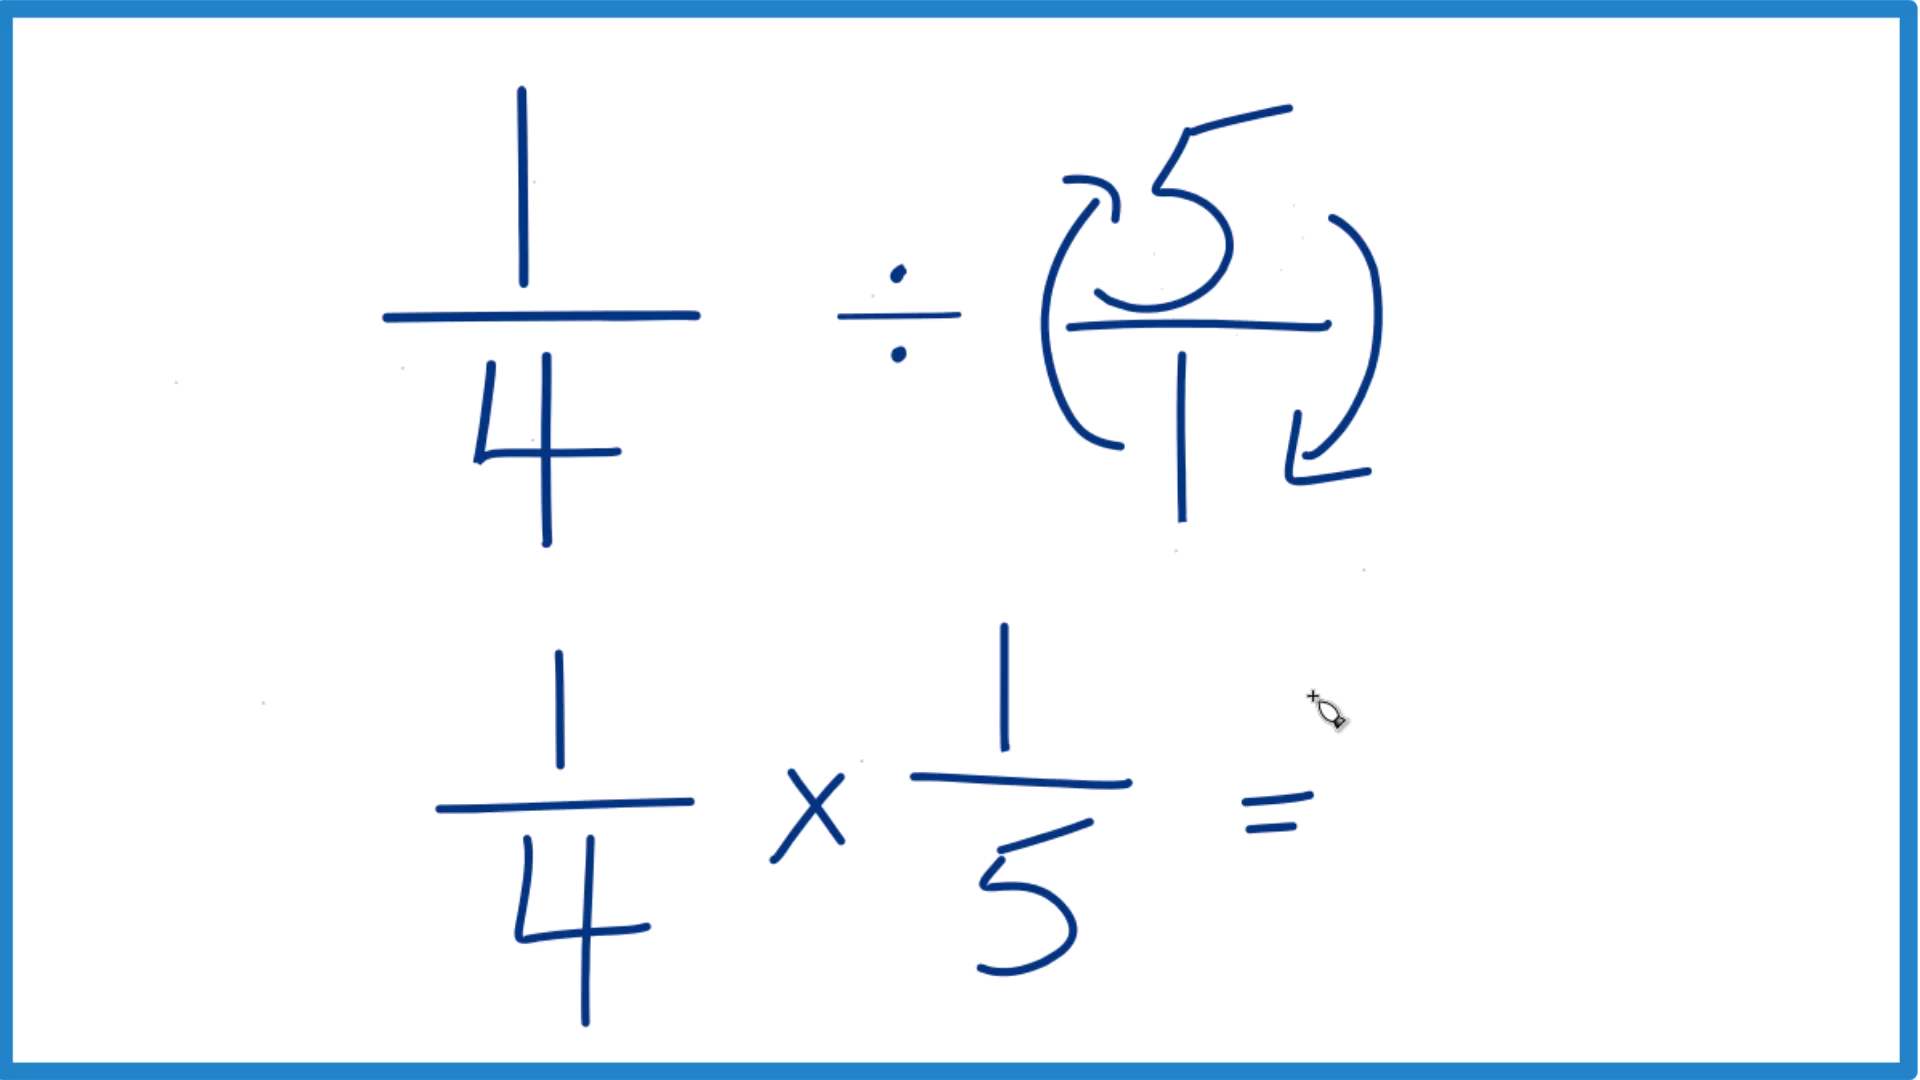 1/4 ÷ 5/1
1/4 × 1/5 =